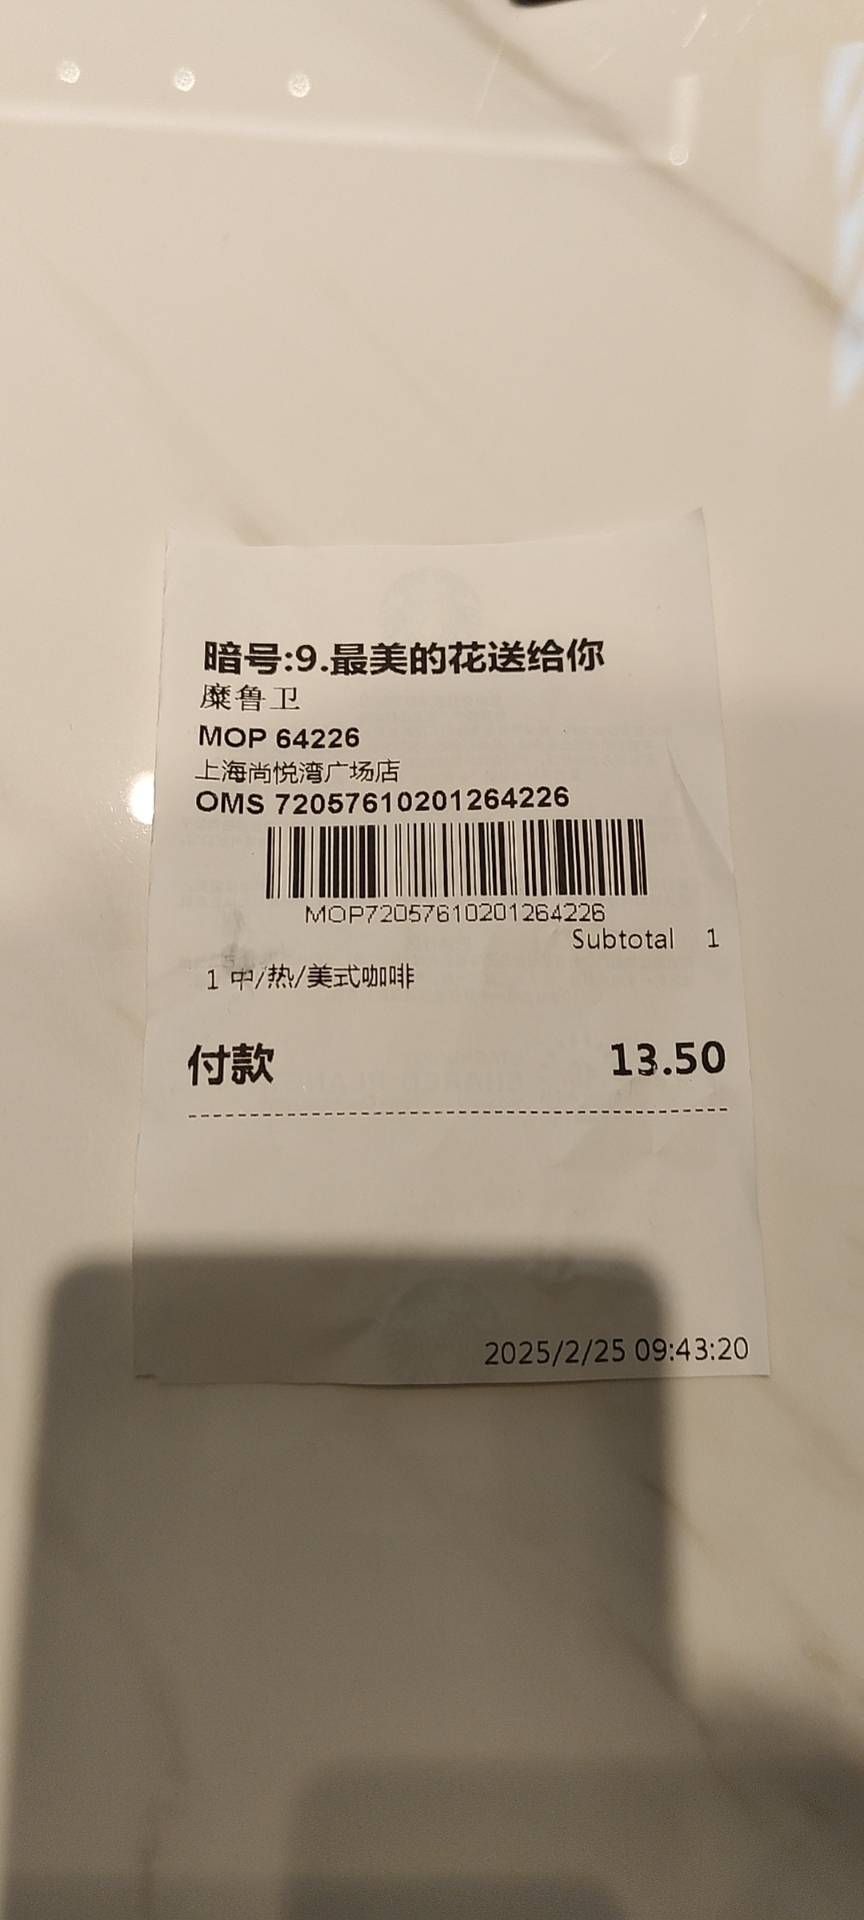 暗号:9.最美的花送给你
糜鲁卫
MOP 64226
上海尚悦湾广场店
OMS 72057610201264226
MOP72057610201264226
Subtotal 1
1 中/热/美式咖啡
付款 13.50
2025/2/25 09:43:20